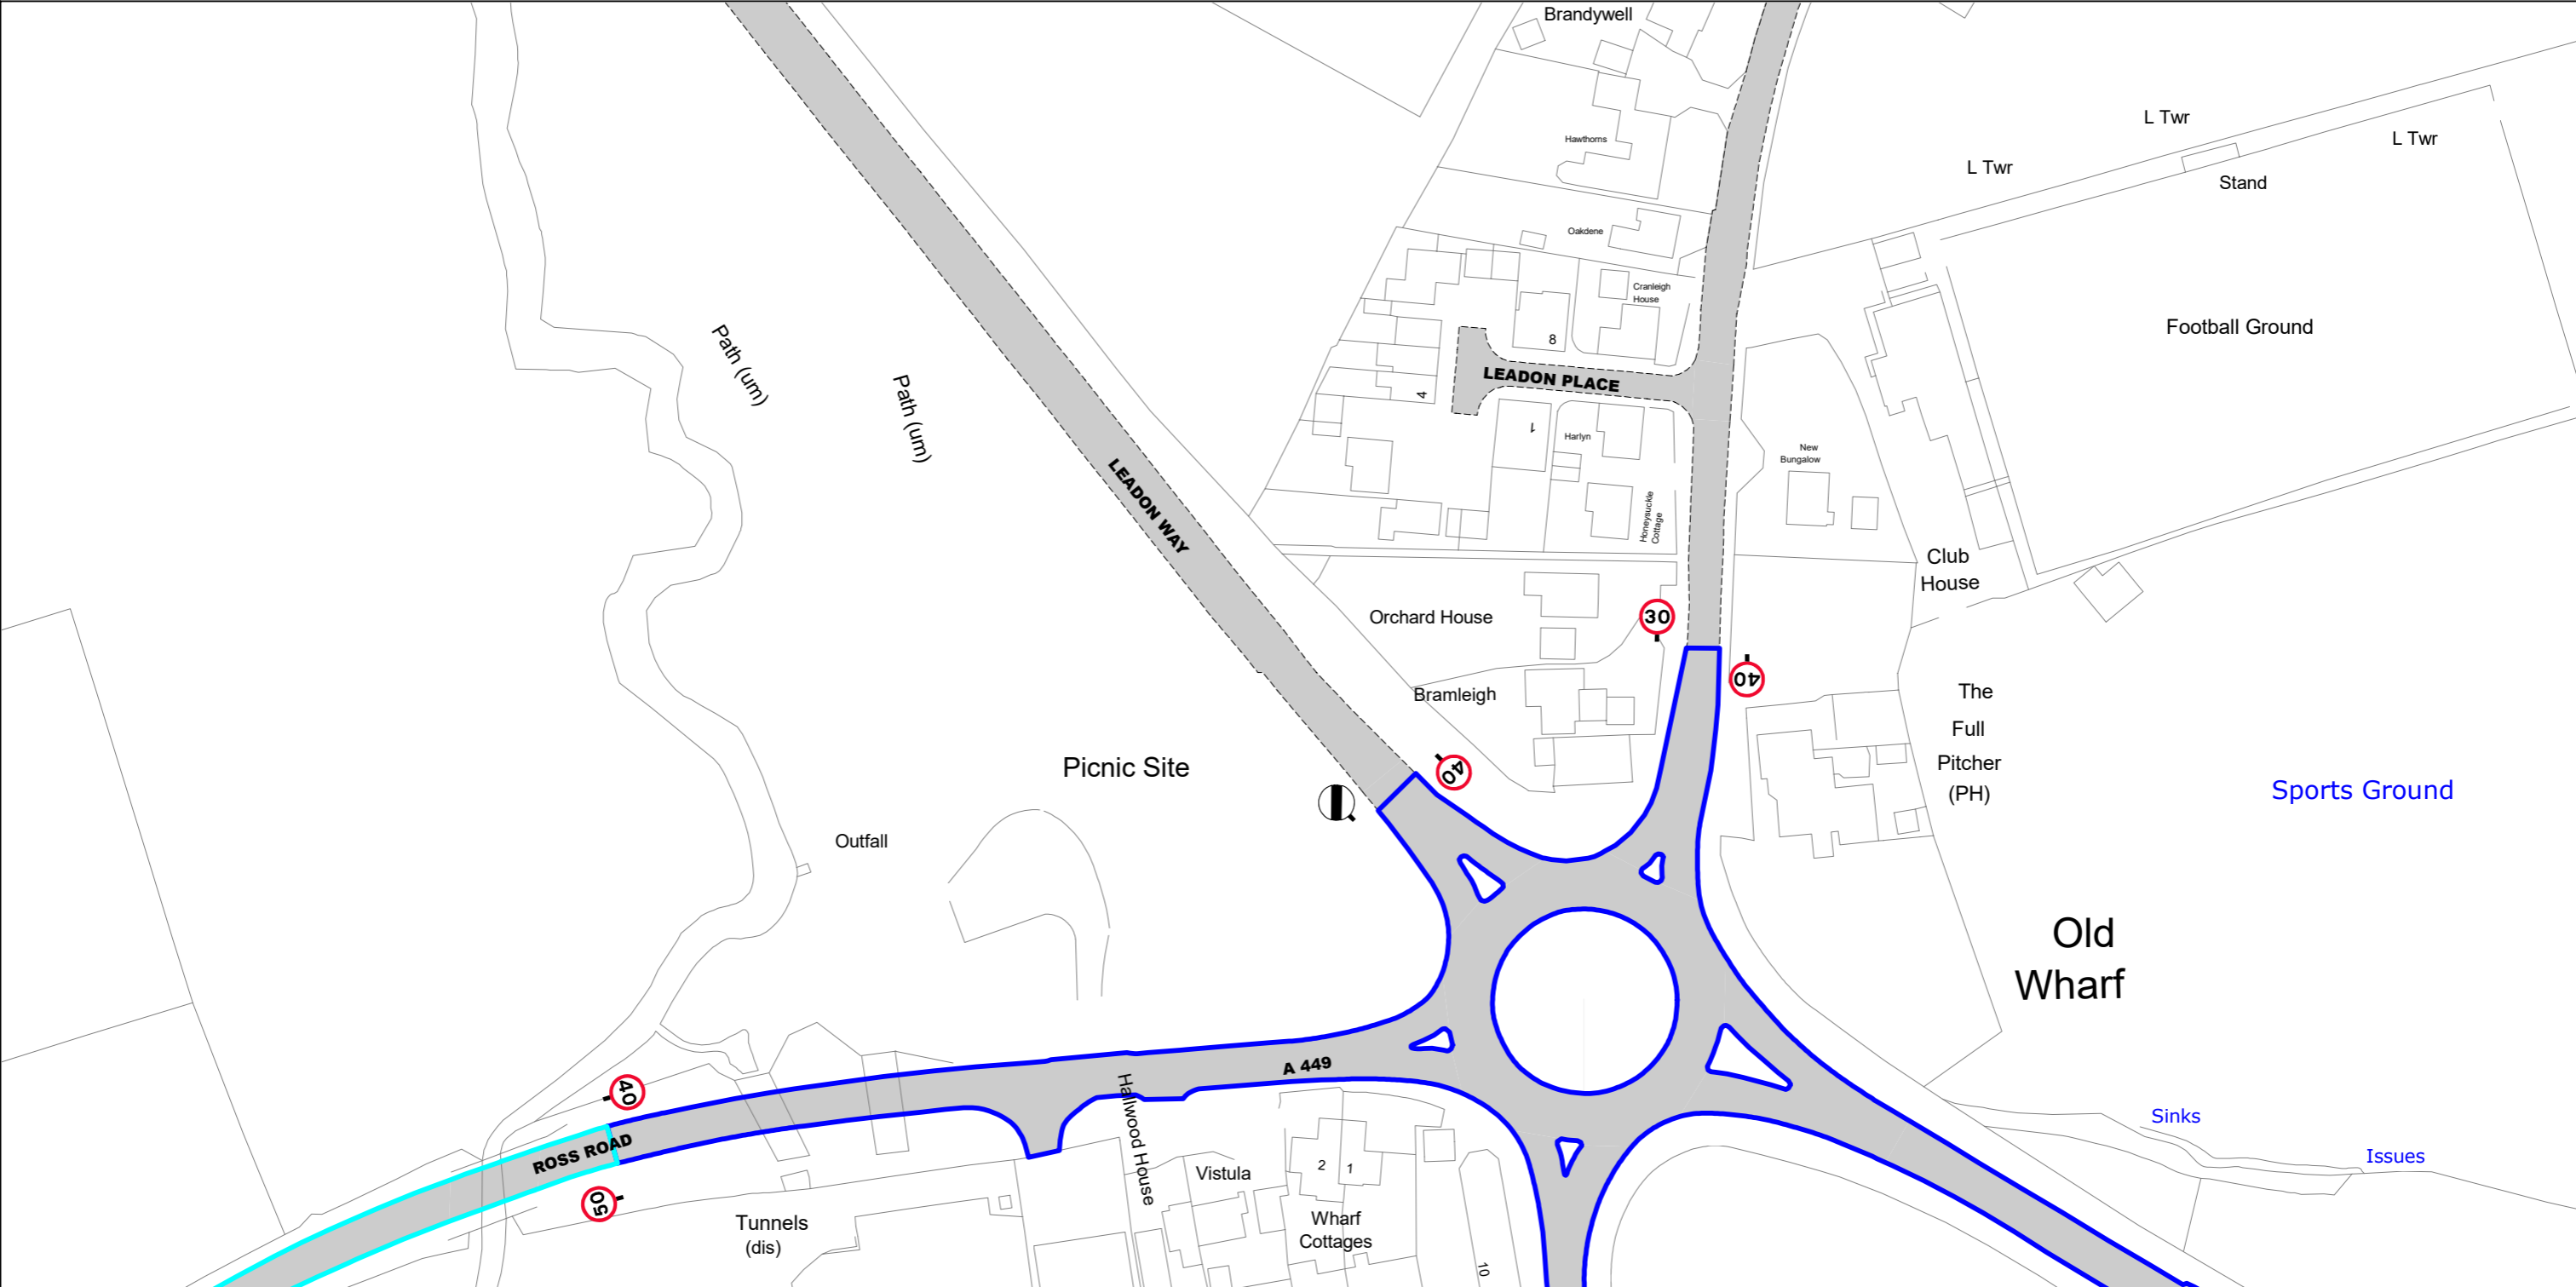 Brandywell
L Twr
L Twr
Hawthorns
L Twr
Stand
Oakdene
Cranleigh
House
Football Ground
Path (um)
8
LEADON PLACE
Path (um)
4
1
Harlyn
New
Bungalow
LEADON WAY
Honeysuckle
Cottage
Club
House
Orchard House
30
40
Bramleigh
The
Full
Pitcher
(PH)
Picnic Site
40
Sports Ground
Outfall
Old
Wharf
A 449
40
Hallwood House
Sinks
ROSS ROAD
Issues
Vistula
2
1
50
Tunnels
(dis)
Wharf
Cottages
10